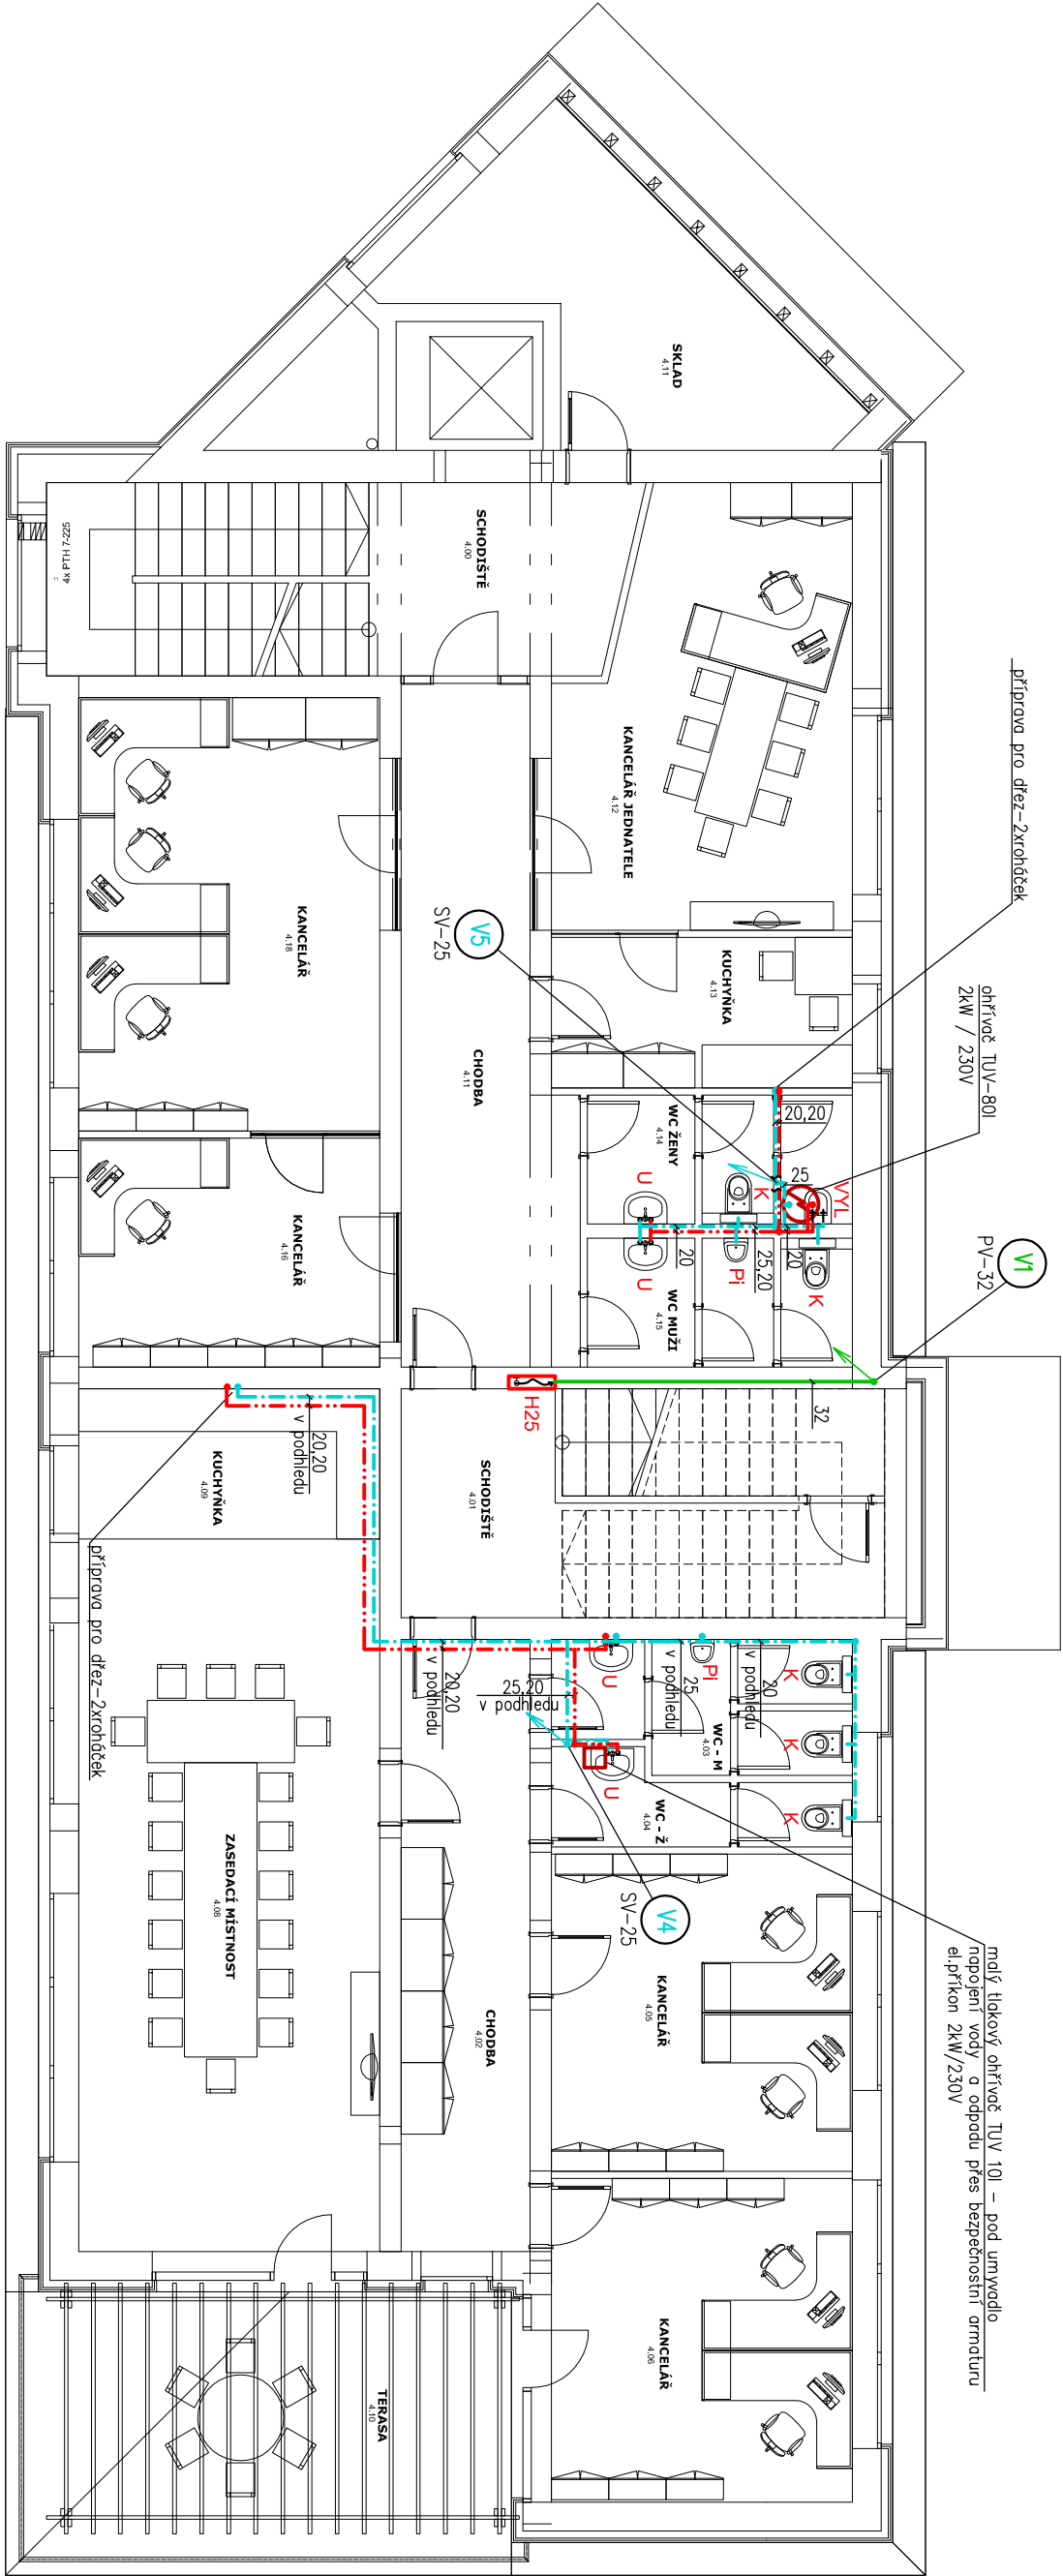 příprava pro dřez-2xroháček
ohřívač TUV-80l
2kW / 230V
V1
PV-32
malý tlakový ohřívač TUV 10l - pod umyvadlo
napojení vody a odpadu přes bezpečnostní armaturu
el.příkon 2kW/230V
SKLAD
4.11
KANCELÁŘ JEDNATELE
4.12
KUCHYŇKA
4.13
WC ŽENY
4.14
WC MUŽI
4.15
20,20
25
VYL
K
U
20
25,20
20
Pi
K
U
32
H25
SCHODIŠTĚ
4.00
V5
SV-25
CHODBA
4.11
SCHODIŠTĚ
4.01
K
K
K
20
v podhledu
Pi
25
v podhledu
U
WC - M
4.03
WC - Ž
4.04
U
25,20
v podhledu
20,20
v podhledu
V4
SV-25
KANCELÁŘ
4.05
KANCELÁŘ
4.06
CHODBA
4.02
4x PTH 7-225
KANCELÁŘ
4.18
KANCELÁŘ
4.16
20,20
v podhledu
KUCHYŇKA
4.09
příprava pro dřez-2xroháček
ZASEDACÍ MÍSTNOST
4.08
TERASA
4.10